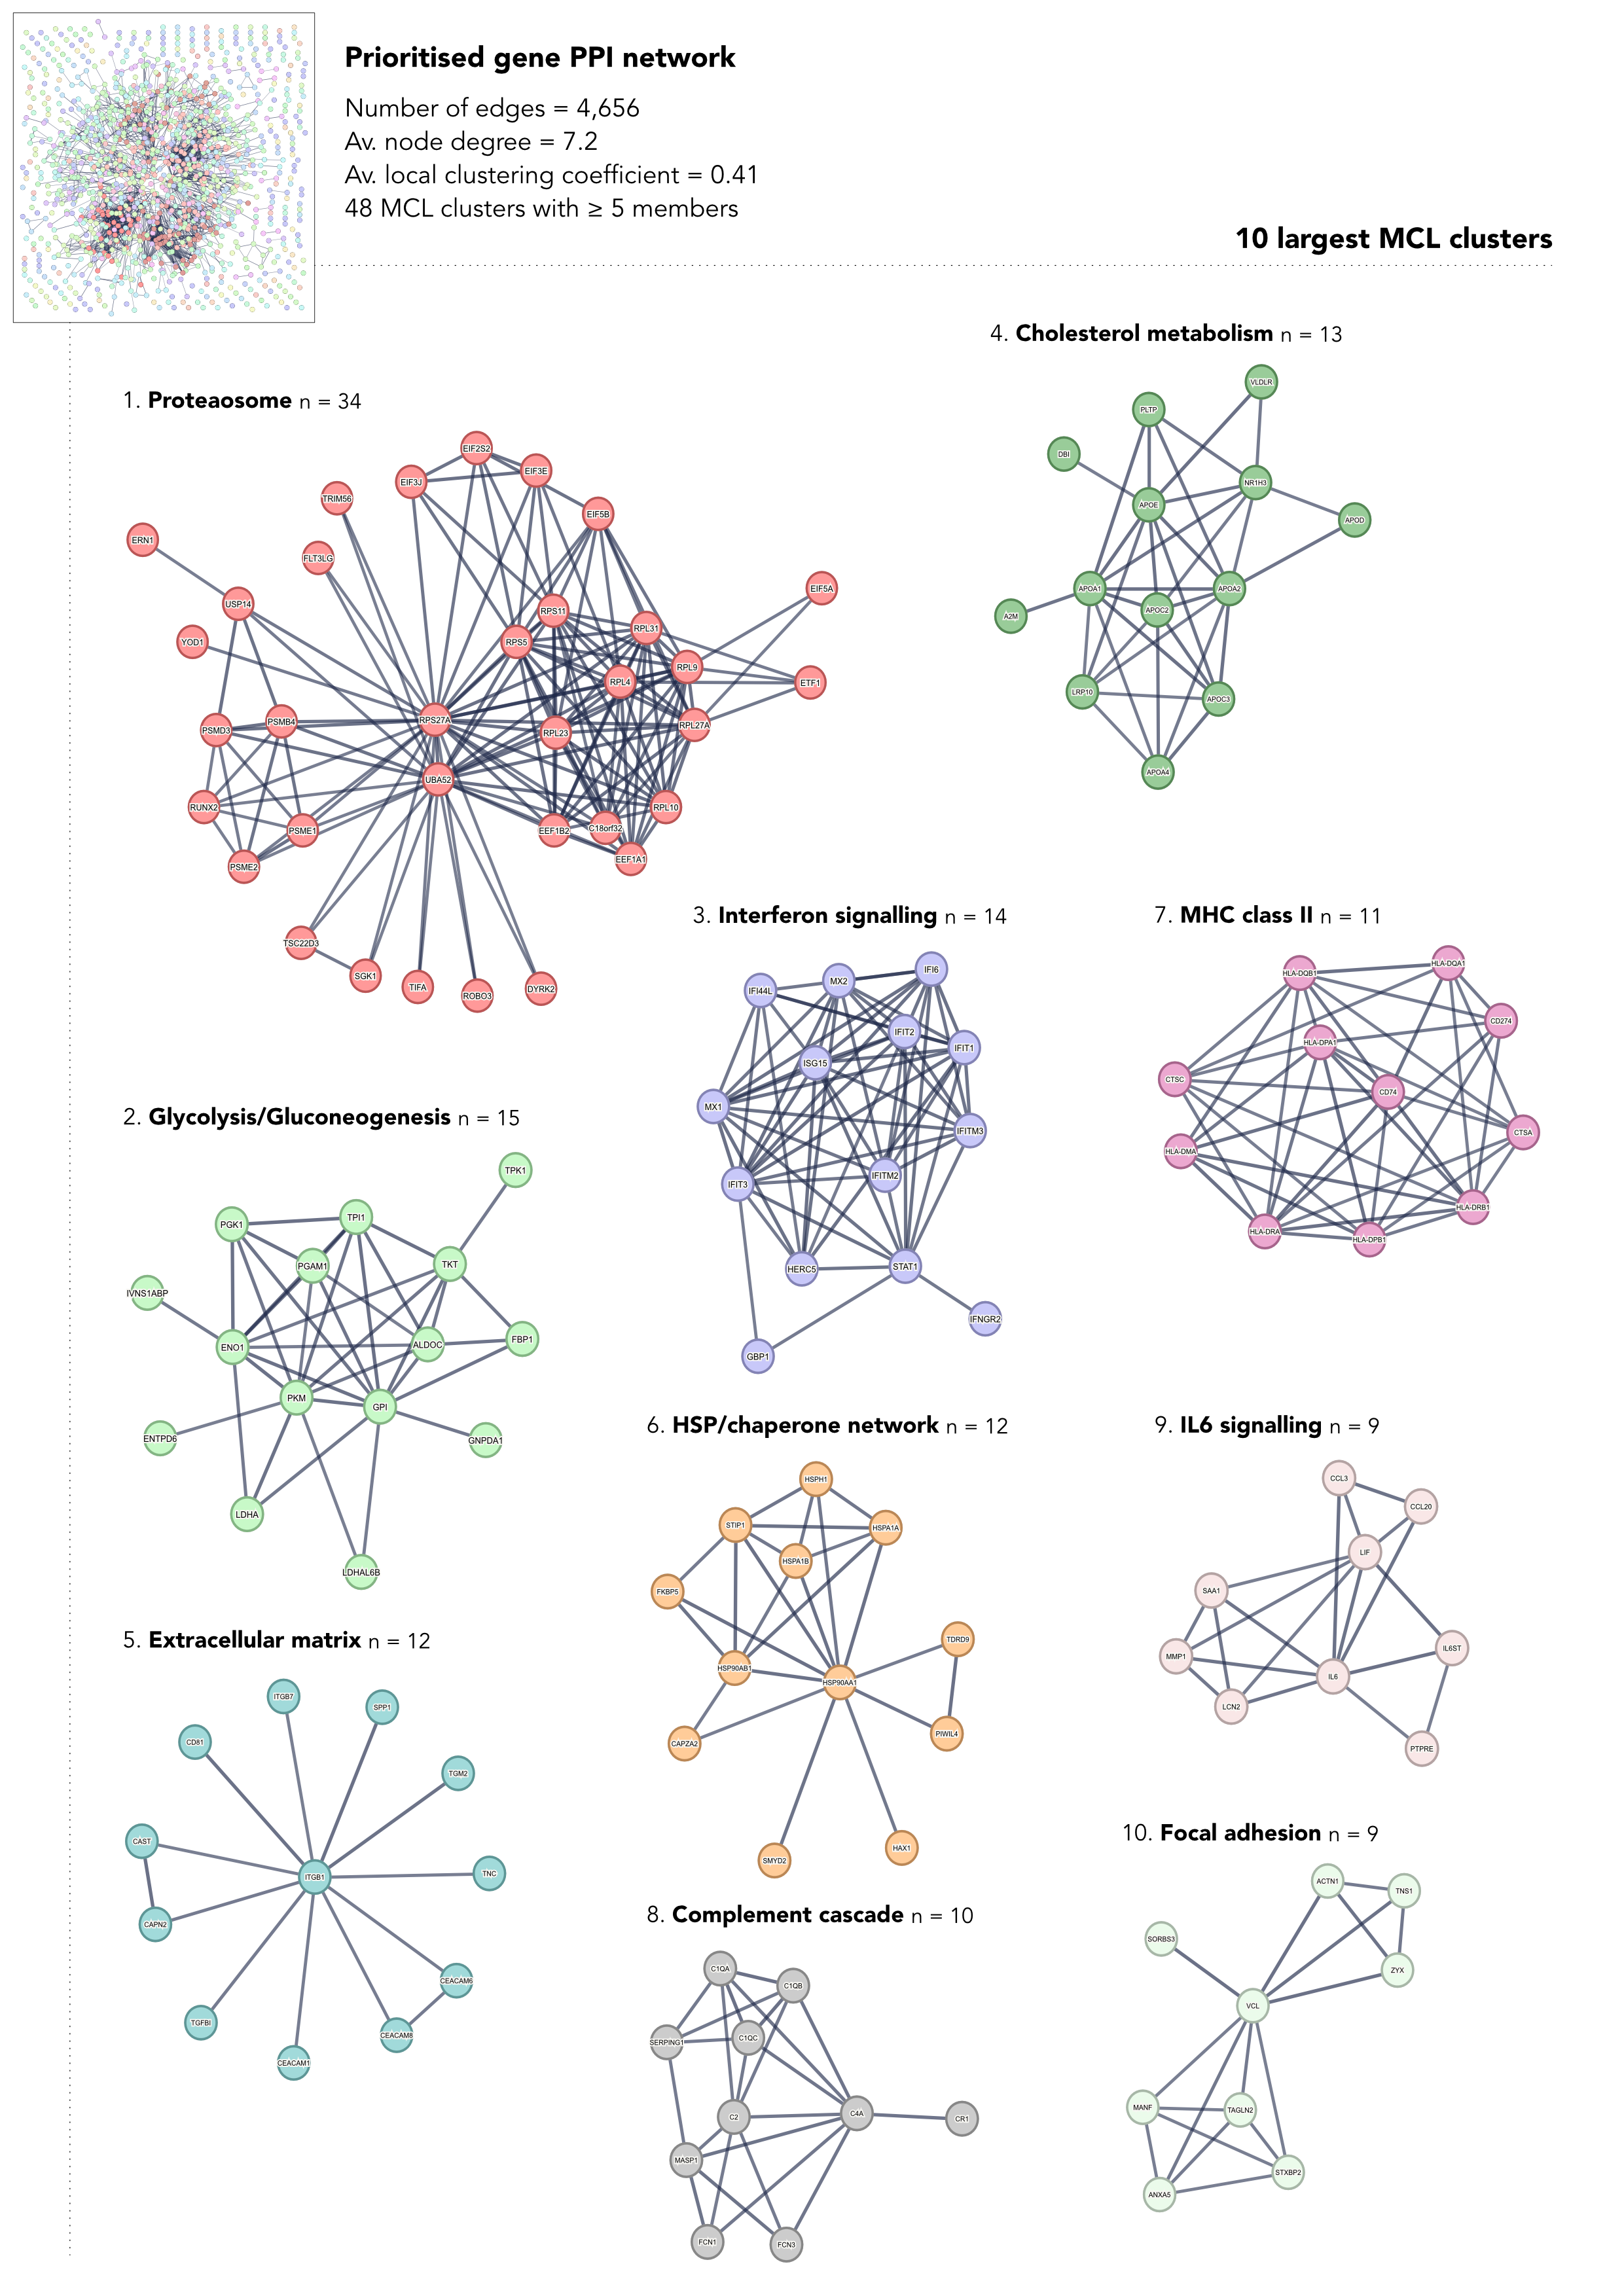 Prioritised gene PPI network
Number of edges = 4,656
Av. node degree = 7.2
Av. local clustering coefficient = 0.41
48 MCL clusters with ≥ 5 members
10 largest MCL clusters
1. Proteaosome n = 34
EIF2S2
EIF3J
EIF3E
TRIM56
EIF5B
ERN1
FLT3LG
EIF5A
USP14
RPS11
YOD1
RPS5
RPL31
RPL9
RPL4
ETF1
RPS27A
PSMB4
PSMD3
RPL23
RPL27A
UBA52
RUNX2
PSME1
RPL10
EEF1B2
C18orf32
PSME2
EEF1A1
TSC22D3
SGK1
TIFA
ROBO3
DYRK2
4. Cholesterol metabolism n = 13
VLDLR
PLTP
DBI
NR1H3
APOE
APOD
APOA1
APOA2
A2M
APOC2
LRP10
APOC3
APOA4
3. Interferon signalling n = 14
IFI6
MX2
IFI44L
IFIT2
IFIT1
ISG15
MX1
IFITM3
IFITM2
IFIT3
HERC5
STAT1
IFNGR2
GBP1
7. MHC class II n = 11
HLA-DQB1
HLA-DQA1
CD274
HLA-DPA1
CTSC
CD74
CTSA
HLA-DMA
HLA-DRB1
HLA-DRA
HLA-DPB1
2. Glycolysis/Gluconeogenesis n = 15
TPK1
PGK1
TPI1
PGAM1
TKT
IVNS1ABP
ENO1
ALDOC
FBP1
PKM
GPI
ENTPD6
GNPDA1
LDHA
LDHAL6B
6. HSP/chaperone network n = 12
HSPH1
STIP1
HSPA1A
HSPA1B
FKBP5
TDRD9
HSP90AB1
HSP90AA1
CAPZA2
PIWIL4
SMYD2
HAX1
9. IL6 signalling n = 9
CCL3
CCL20
LIF
SAA1
MMP1
IL6ST
IL6
LCN2
PTPRE
5. Extracellular matrix n = 12
ITGB7
SPP1
CD81
TGM2
CAST
TNC
ITGB1
CAPN2
CEACAM6
TGFBI
CEACAM8
CEACAM1
8. Complement cascade n = 10
C1QA
C1QB
SERPING1
C1QC
C2
C4A
CR1
MASP1
FCN1
FCN3
10. Focal adhesion n = 9
ACTN1
TNS1
SORBS3
ZYX
VCL
MANF
TAGLN2
STXBP2
ANXA5